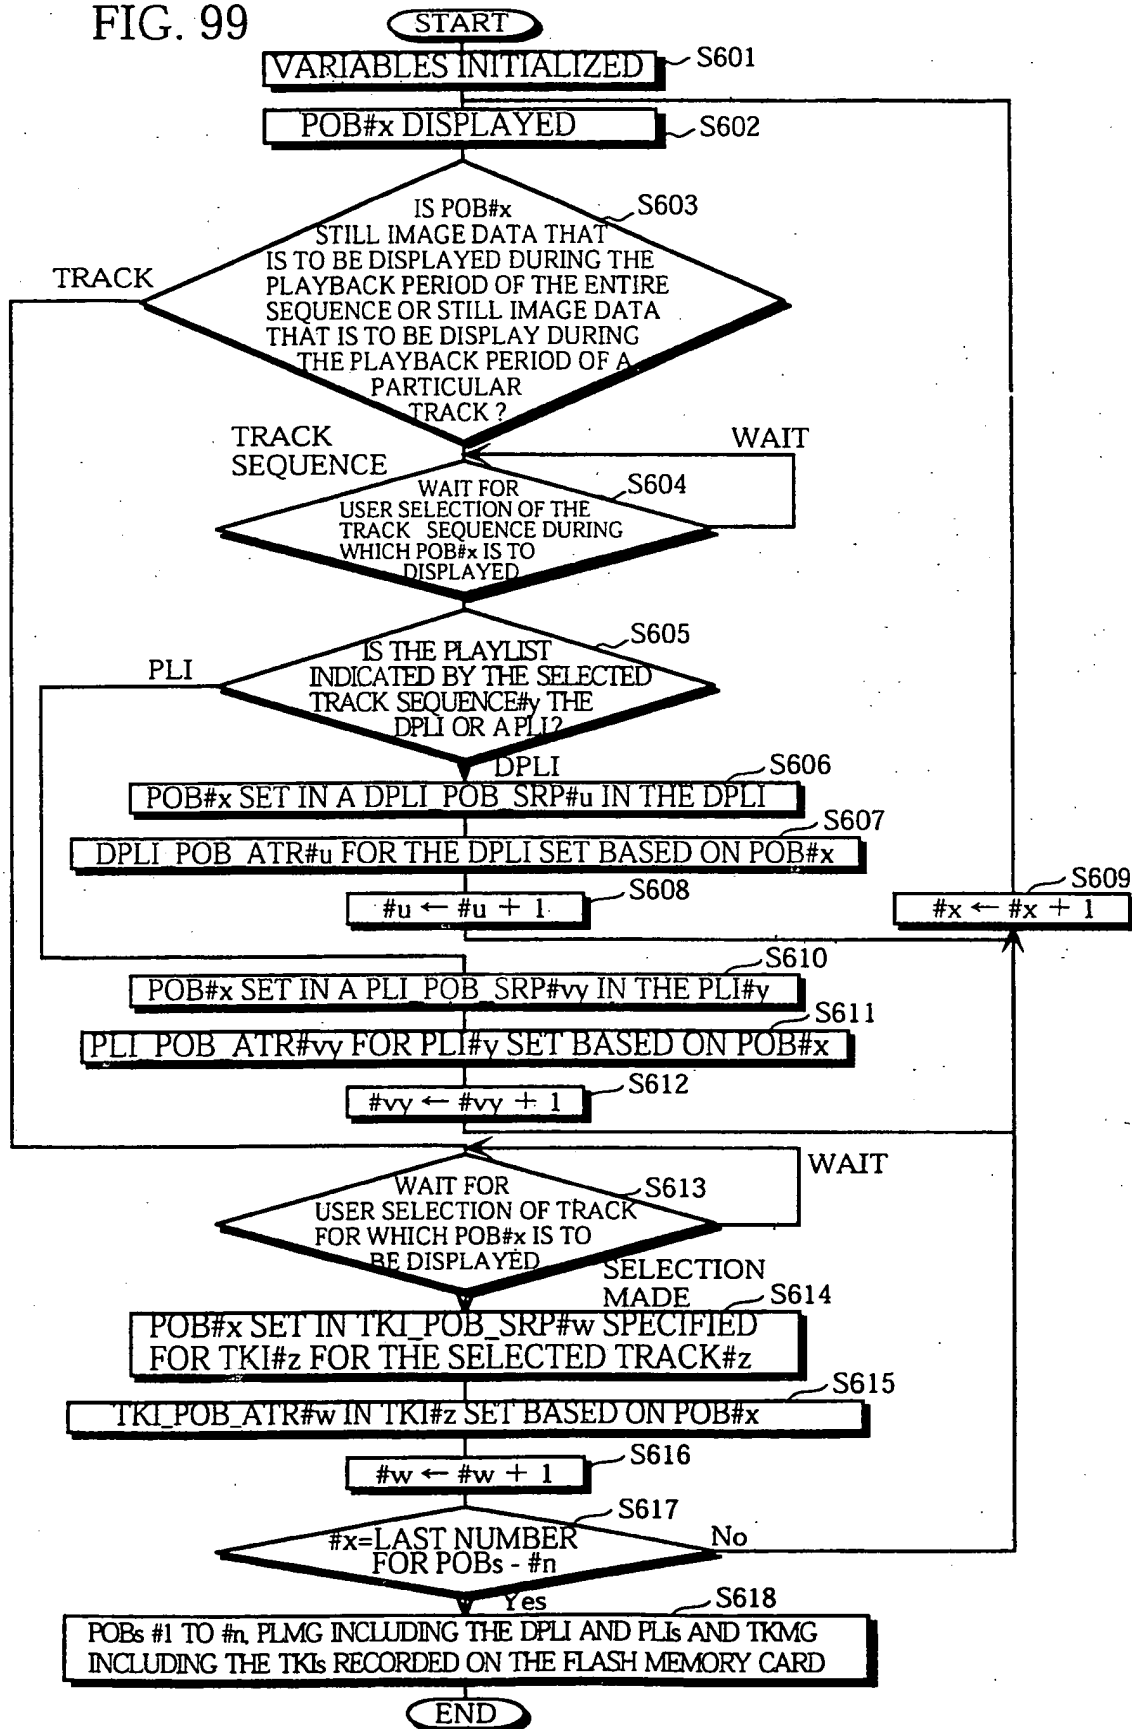 FIG. 99
START
VARIABLES INITIALIZED
S601
POB#x DISPLAYED
S602
IS POB#x
S603
STILL IMAGE DATA THAT
IS TO BE DISPLAYED DURING THE
PLAYBACK PERIOD OF THE ENTIRE
SEQUENCE OR STILL IMAGE DATA
THAT IS TO BE DISPLAY DURING
THE PLAYBACK PERIOD OF A
PARTICULAR
TRACK ?
TRACK
TRACK
SEQUENCE
WAIT
WAIT FOR
USER SELECTION OF THE
TRACK SEQUENCE DURING
WHICH POB#x IS TO
DISPLAYED
S604
IS THE PLAYLIST
INDICATED BY THE SELECTED
TRACK SEQUENCE#y THE
DPLI OR A PLI?
S605
PLI
DPLI
S606
POB#x SET IN A DPLI_POB_SRP#u IN THE DPLI
S607
DPLI_POB_ATR#u FOR THE DPLI SET BASED ON POB#x
S608
#u ← #u + 1
S609
#x ← #x + 1
S610
POB#x SET IN A PLI_POB_SRP#vy IN THE PLI#y
S611
PLI_POB_ATR#vy FOR PLI#y SET BASED ON POB#x
S612
#vy ← #vy + 1
WAIT
WAIT FOR
USER SELECTION OF TRACK
FOR WHICH POB#x IS TO
BE DISPLAYED
S613
SELECTION
MADE
S614
POB#x SET IN TKI_POB_SRP#w SPECIFIED
FOR TKI#z FOR THE SELECTED TRACK#z
S615
TKI_POB_ATR#w IN TKI#z SET BASED ON POB#x
S616
#w ← #w + 1
S617
#x=LAST NUMBER
FOR POBs - #n
No
Yes
S618
POBs #1 TO #n, PLMG INCLUDING THE DPLI AND PLIs AND TKMG
INCLUDING THE TKIs RECORDED ON THE FLASH MEMORY CARD
END